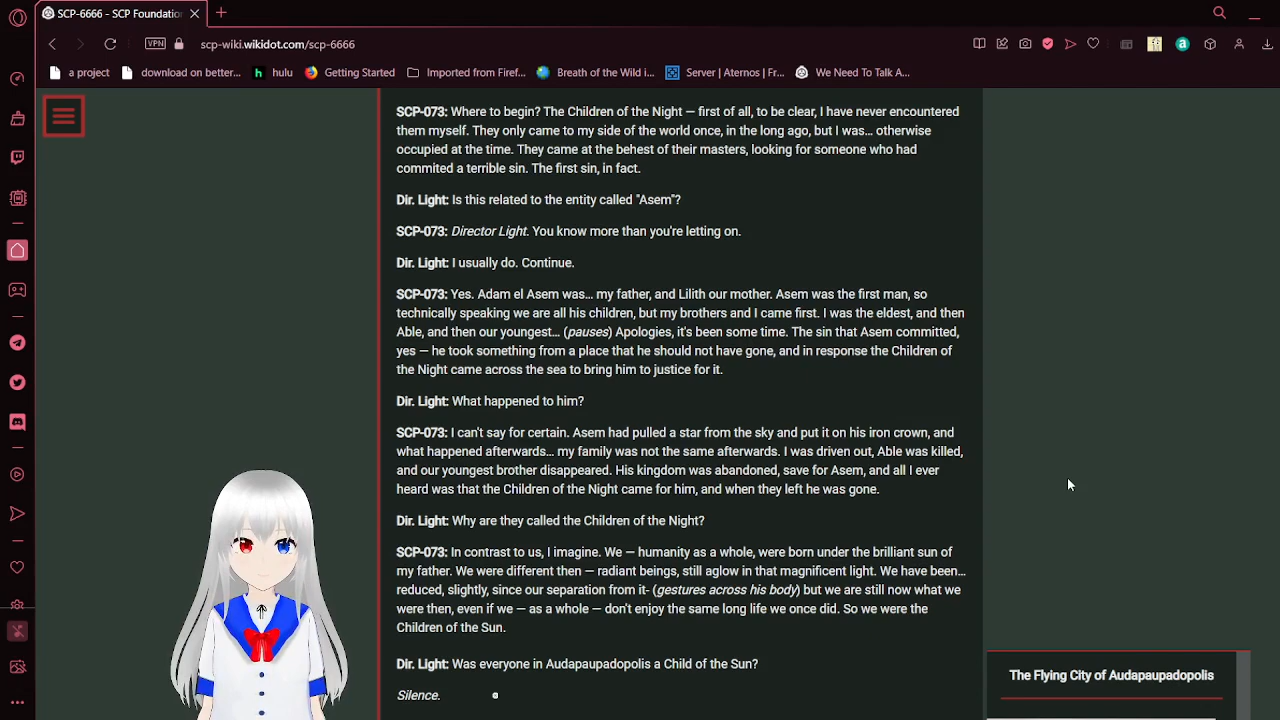 SCP-6666 - SCP Foundatio
VPN
scp-wiki.wikidot.com/scp-6666
a project
download on better...
hulu
Getting Started
Imported from Firef...
Breath of the Wild i...
Server | Aternos | Fr...
We Need To Talk A...
SCP-073: Where to begin? The Children of the Night — first of all, to be clear, I have never encountered
them myself. They only came to my side of the world once, in the long ago, but I was… otherwise
occupied at the time. They came at the behest of their masters, looking for someone who had
commited a terrible sin. The first sin, in fact.
Dir. Light: Is this related to the entity called "Asem"?
SCP-073: Director Light. You know more than you're letting on.
Dir. Light: I usually do. Continue.
SCP-073: Yes. Adam el Asem was… my father, and Lilith our mother. Asem was the first man, so
technically speaking we are all his children, but my brothers and I came first. I was the eldest, and then
Able, and then our youngest… (pauses) Apologies, it's been some time. The sin that Asem committed,
yes — he took something from a place that he should not have gone, and in response the Children of
the Night came across the sea to bring him to justice for it.
Dir. Light: What happened to him?
SCP-073: I can't say for certain. Asem had pulled a star from the sky and put it on his iron crown, and
what happened afterwards… my family was not the same afterwards. I was driven out, Able was killed,
and our youngest brother disappeared. His kingdom was abandoned, save for Asem, and all I ever
heard was that the Children of the Night came for him, and when they left he was gone.
Dir. Light: Why are they called the Children of the Night?
SCP-073: In contrast to us, I imagine. We — humanity as a whole, were born under the brilliant sun of
my father. We were different then — radiant beings, still aglow in that magnificent light. We have been…
reduced, slightly, since our separation from it- (gestures across his body) but we are still now what we
were then, even if we — as a whole — don't enjoy the same long life we once did. So we were the
Children of the Sun.
Dir. Light: Was everyone in Audapaupadopolis a Child of the Sun?
Silence.
The Flying City of Audapaupadopolis